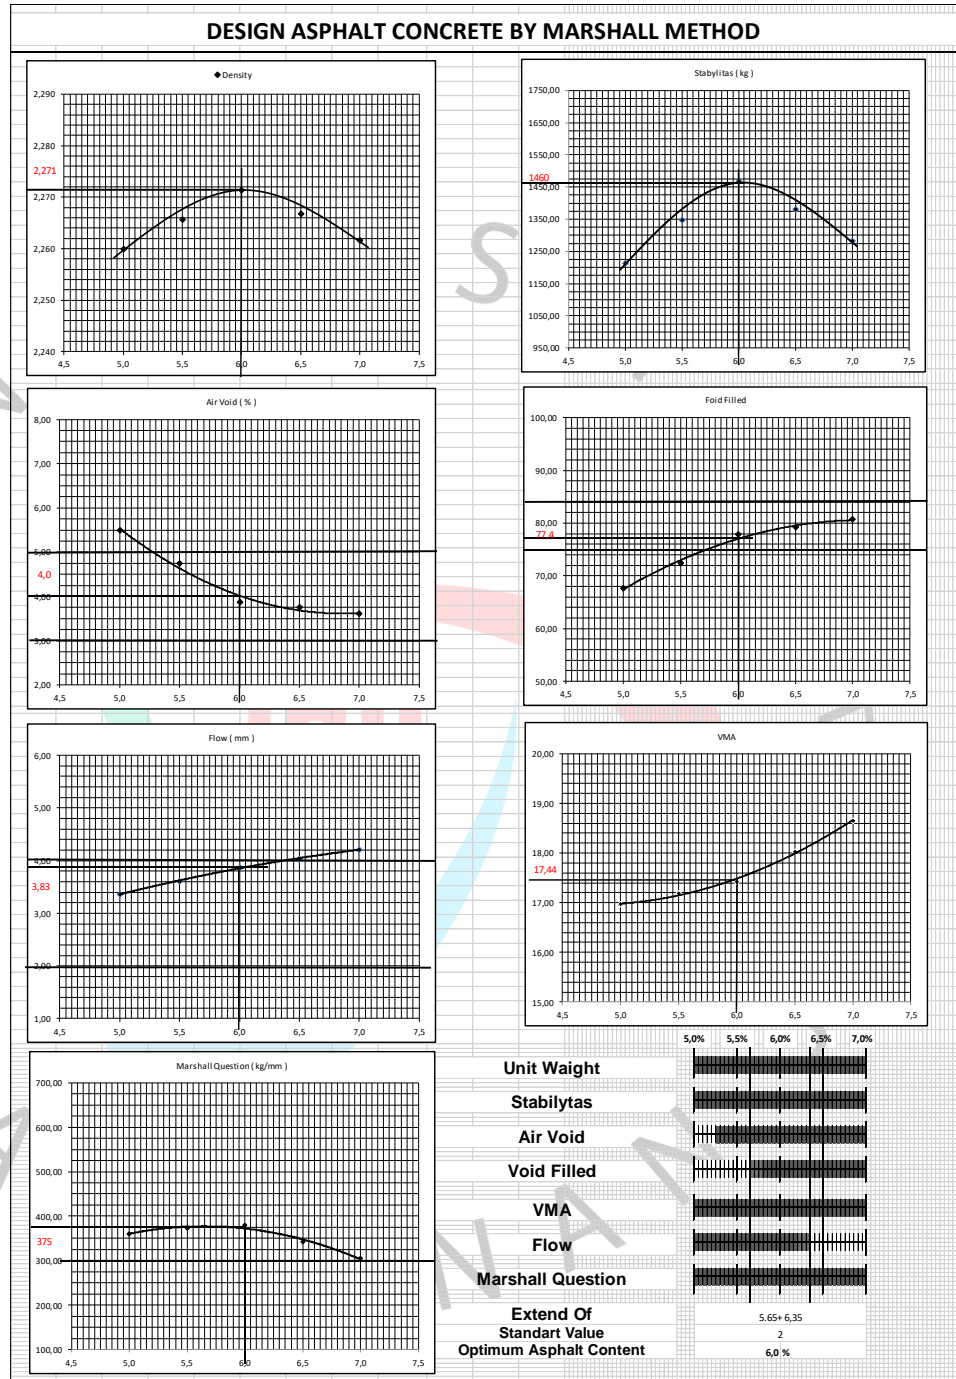 DESIGN ASPHALT CONCRETE BY MARSHALL METHOD
Density
2,290
2,280
2,271
2,270
2,260
2,250
2,240
4,5 5,0 5,5 6,0 6,5 7,0 7,5
Stabylitas ( kg )
1750,00
1650,00
1550,00
1460
1450,00
1350,00
1250,00
1150,00
1050,00
950,00
4,5 5,0 5,5 6,0 6,5 7,0 7,5
Air Void ( % )
8,00
7,00
6,00
5,00
4,0
4,00
3,00
2,00
4,5 5,0 5,5 6,0 6,5 7,0 7,5
Foid Filled
100,00
90,00
80,00
77,4
70,00
60,00
50,00
4,5 5,0 5,5 6,0 6,5 7,0 7,5
Flow ( mm )
6,00
5,00
4,00
3,83
3,00
2,00
1,00
4,5 5,0 5,5 6,0 6,5 7,0 7,5
VMA
20,00
19,00
18,00
17,44
17,00
16,00
15,00
4,5 5,0 5,5 6,0 6,5 7,0 7,5
Marshall Question ( kg/mm )
700,00
600,00
500,00
400,00
375
300,00
200,00
100,00
4,5 5,0 5,5 6,0 6,5 7,0 7,5
5,0% 5,5% 6,0% 6,5% 7,0%
Unit Waight
Stabilytas
Air Void
Void Filled
VMA
Flow
Marshall Question
Extend Of 5.65+ 6,35
Standart Value 2
Optimum Asphalt Content 6,0 %